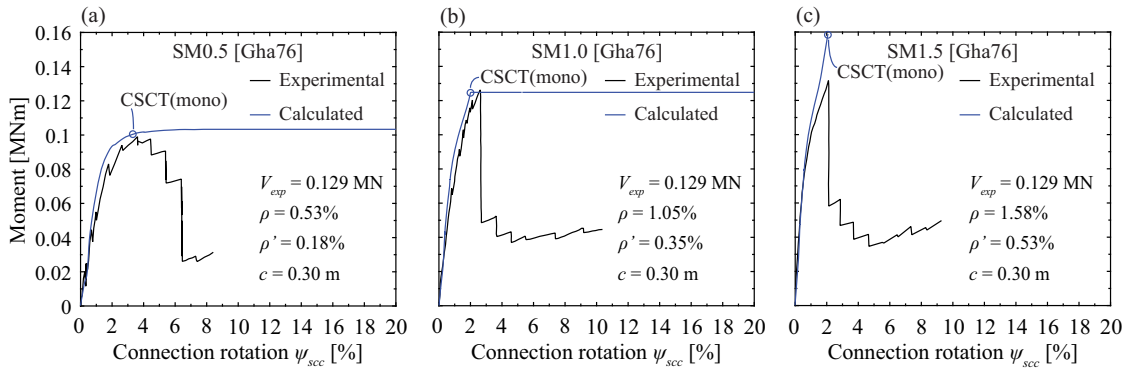 (a)
SM0.5 [Gha76]
Experimental
CSCT(mono)
Calculated
V_exp = 0.129 MN
ρ = 0.53%
ρ' = 0.18%
c = 0.30 m
Moment [MNm]
0.16
0.14
0.12
0.1
0.08
0.06
0.04
0.02
0
0 2 4 6 8 10 12 14 16 18 20
Connection rotation ψ_scc [%]
(b)
SM1.0 [Gha76]
CSCT(mono)
Experimental
Calculated
V_exp = 0.129 MN
ρ = 1.05%
ρ' = 0.35%
c = 0.30 m
0 2 4 6 8 10 12 14 16 18 20
Connection rotation ψ_scc [%]
(c)
SM1.5 [Gha76]
CSCT(mono)
Experimental
Calculated
V_exp = 0.129 MN
ρ = 1.58%
ρ' = 0.53%
c = 0.30 m
0 2 4 6 8 10 12 14 16 18 20
Connection rotation ψ_scc [%]